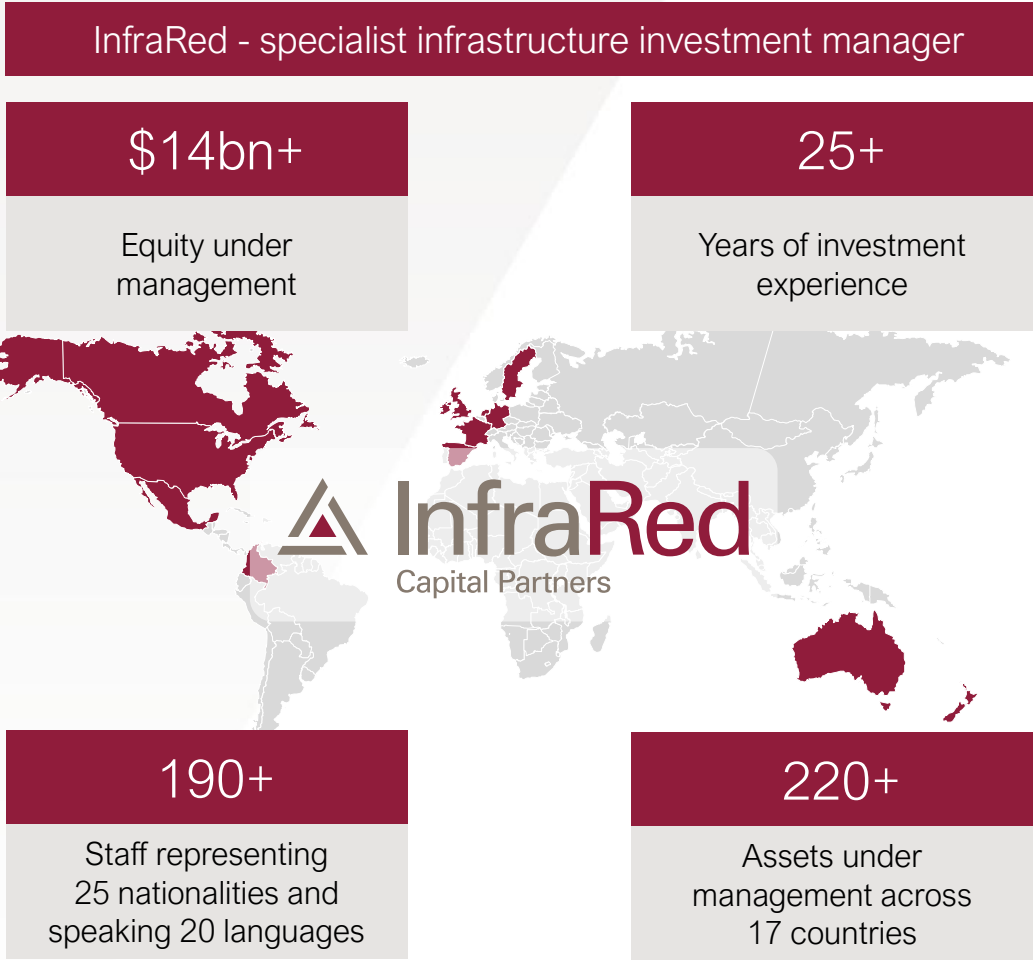 InfraRed - specialist infrastructure investment manager
$14bn+
Equity under
management
25+
Years of investment
experience
InfraRed
Capital Partners
190+
Staff representing
25 nationalities and
speaking 20 languages
220+
Assets under
management across
17 countries